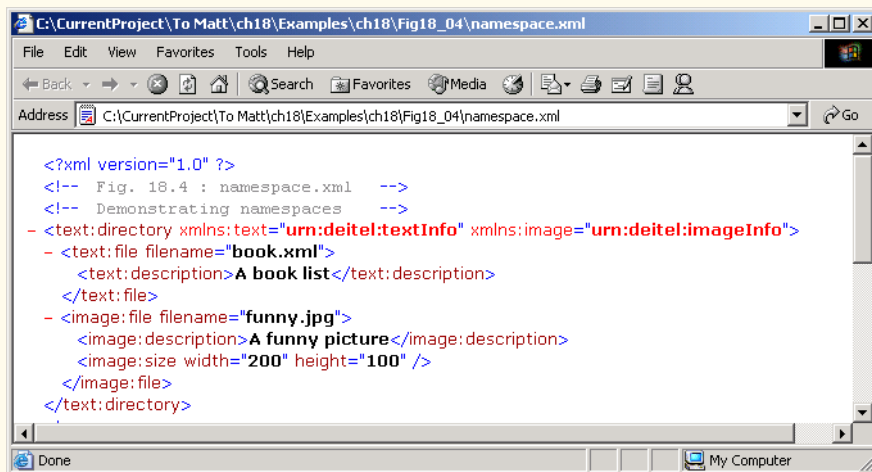 C:\CurrentProject\To Matt\ch18\Examples\ch18\Fig18_04\namespace.xml
File Edit View Favorites Tools Help
Back Search Favorites Media
Address C:\CurrentProject\To Matt\ch18\Examples\ch18\Fig18_04\namespace.xml Go
<?xml version="1.0" ?>
<!-- Fig. 18.4 : namespace.xml -->
<!-- Demonstrating namespaces -->
- <text:directory xmlns:text="urn:deitel:textInfo" xmlns:image="urn:deitel:imageInfo">
- <text:file filename="book.xml">
<text:description>A book list</text:description>
</text:file>
- <image:file filename="funny.jpg">
<image:description>A funny picture</image:description>
<image:size width="200" height="100" />
</image:file>
</text:directory>
Done My Computer